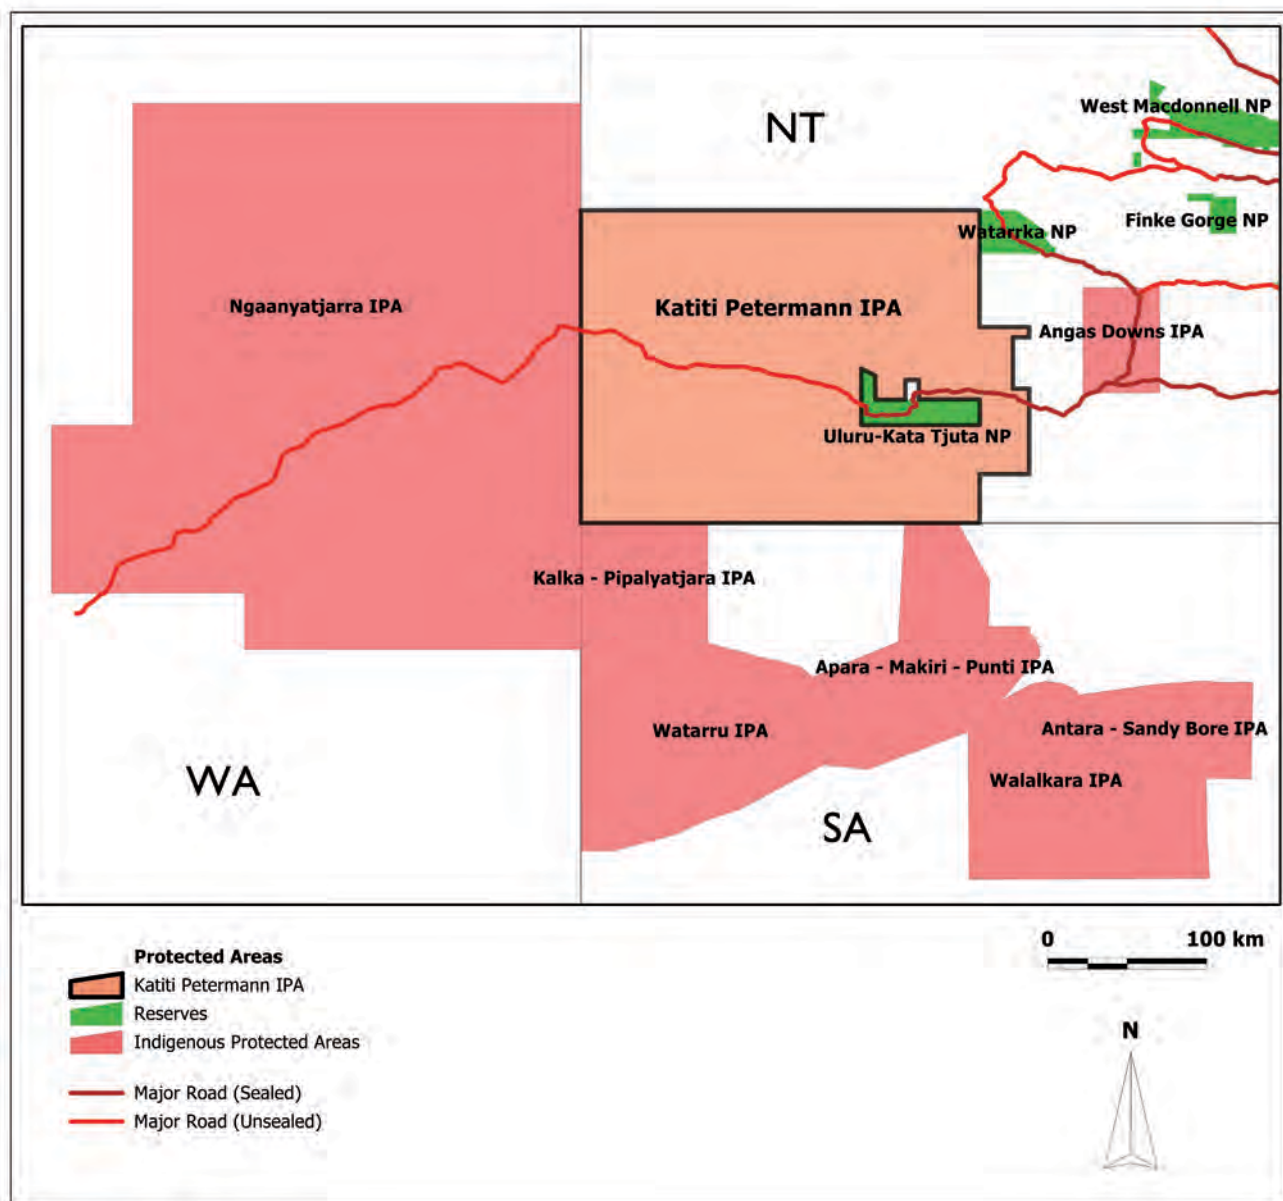 NT
West Macdonnell NP
Finke Gorge NP
Watarrka NP
Ngaanyatjarra IPA
Katiti Petermann IPA
Angas Downs IPA
Uluru-Kata Tjuta NP
Kalka - Pipalyatjara IPA
Apara - Makiri - Punti IPA
Watarru IPA
Antara - Sandy Bore IPA
Walalkara IPA
WA
SA
Protected Areas
Katiti Petermann IPA
Reserves
Indigenous Protected Areas
Major Road (Sealed)
Major Road (Unsealed)
0 100 km
N